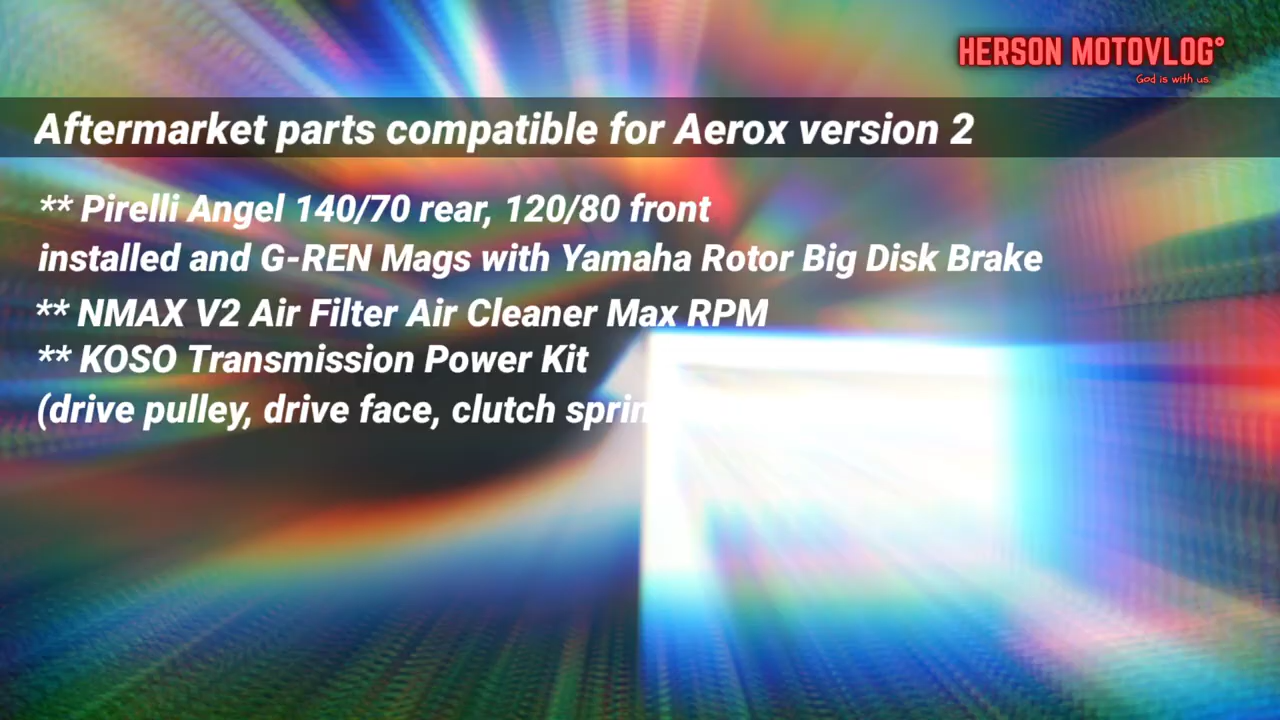 HERSON MOTOVLOG°
God is with us
Aftermarket parts compatible for Aerox version 2
** Pirelli Angel 140/70 rear, 120/80 front
installed and G-REN Mags with Yamaha Rotor Big Disk Brake
** NMAX V2 Air Filter Air Cleaner Max RPM
** KOSO Transmission Power Kit
(drive pulley, drive face, clutch